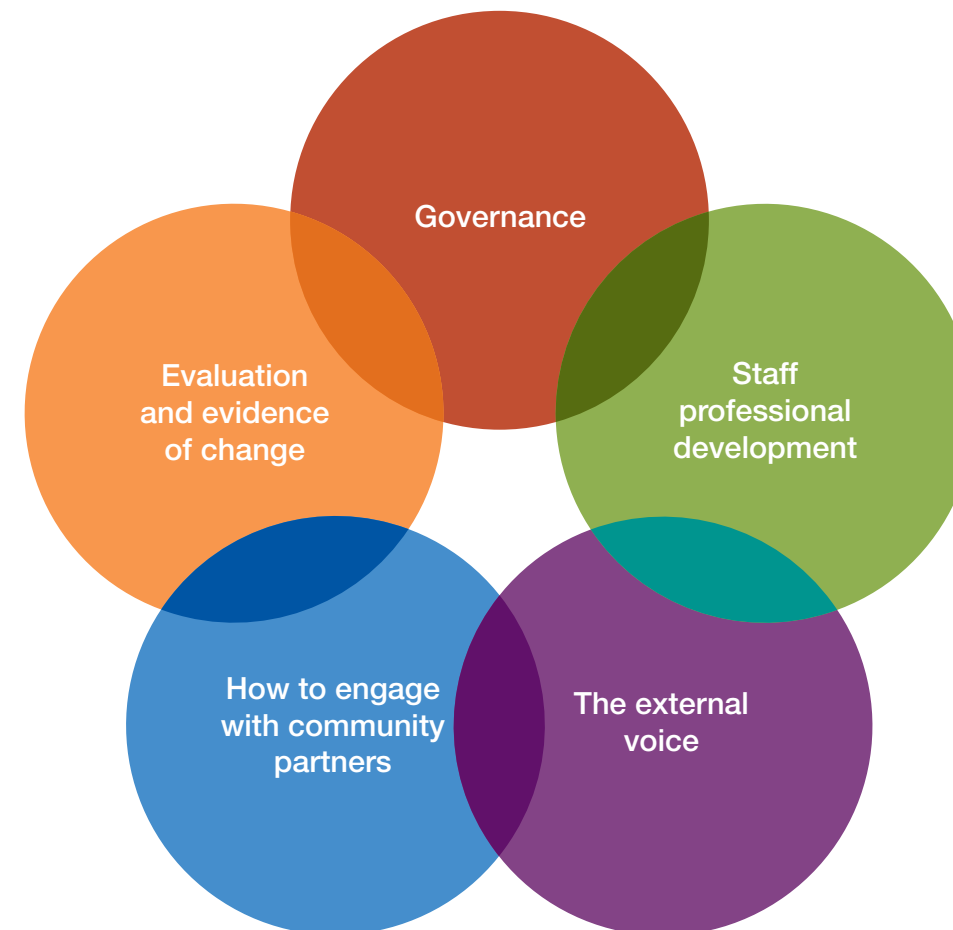 Governance
Evaluation
and evidence
of change
Staff
professional
development
How to engage
with community
partners
The external
voice